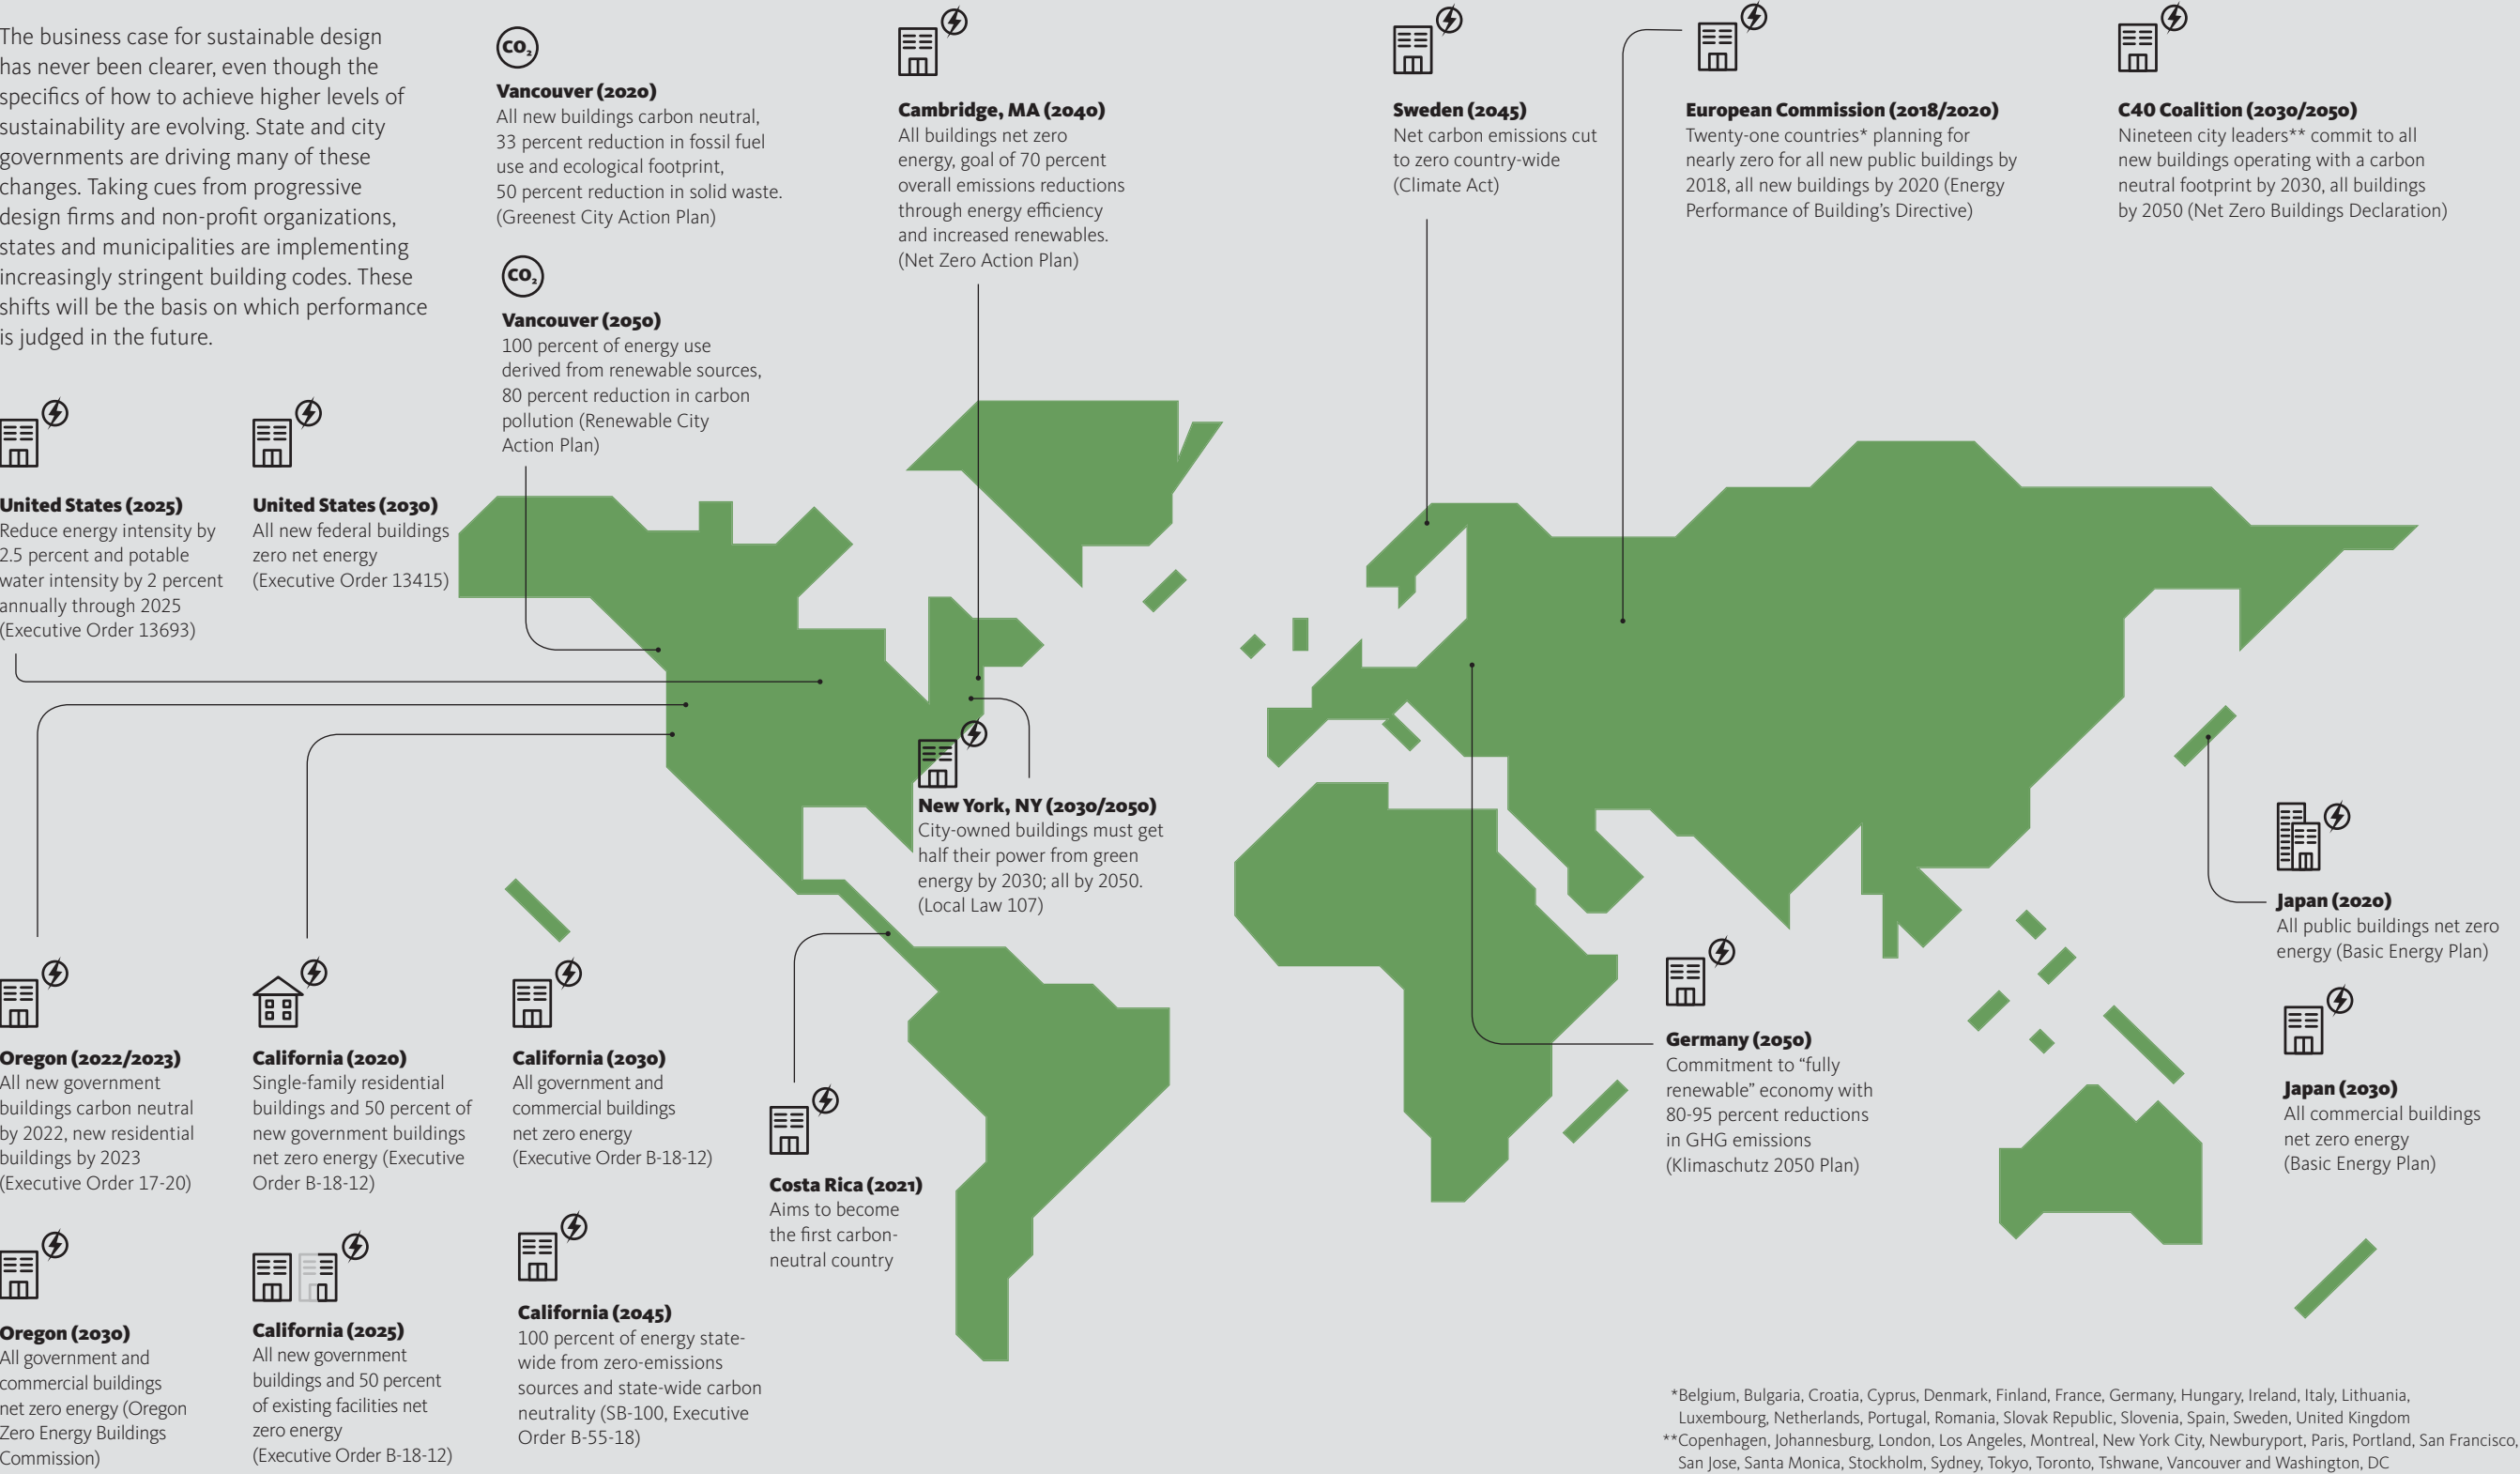 The business case for sustainable design
has never been clearer, even though the
specifics of how to achieve higher levels of
sustainability are evolving. State and city
governments are driving many of these
changes. Taking cues from progressive
design firms and non-profit organizations,
states and municipalities are implementing
increasingly stringent building codes. These
shifts will be the basis on which performance
is judged in the future.
CO₂
Vancouver (2020)
All new buildings carbon neutral,
33 percent reduction in fossil fuel
use and ecological footprint,
50 percent reduction in solid waste.
(Greenest City Action Plan)
CO₂
Vancouver (2050)
100 percent of energy use
derived from renewable sources,
80 percent reduction in carbon
pollution (Renewable City
Action Plan)
Cambridge, MA (2040)
All buildings net zero
energy, goal of 70 percent
overall emissions reductions
through energy efficiency
and increased renewables.
(Net Zero Action Plan)
Sweden (2045)
Net carbon emissions cut
to zero country-wide
(Climate Act)
European Commission (2018/2020)
Twenty-one countries* planning for
nearly zero for all new public buildings by
2018, all new buildings by 2020 (Energy
Performance of Building's Directive)
C40 Coalition (2030/2050)
Nineteen city leaders** commit to all
new buildings operating with a carbon
neutral footprint by 2030, all buildings
by 2050 (Net Zero Buildings Declaration)
United States (2025)
Reduce energy intensity by
2.5 percent and potable
water intensity by 2 percent
annually through 2025
(Executive Order 13693)
United States (2030)
All new federal buildings
zero net energy
(Executive Order 13415)
New York, NY (2030/2050)
City-owned buildings must get
half their power from green
energy by 2030; all by 2050.
(Local Law 107)
Japan (2020)
All public buildings net zero
energy (Basic Energy Plan)
Oregon (2022/2023)
All new government
buildings carbon neutral
by 2022, new residential
buildings by 2023
(Executive Order 17-20)
California (2020)
Single-family residential
buildings and 50 percent of
new government buildings
net zero energy (Executive
Order B-18-12)
California (2030)
All government and
commercial buildings
net zero energy
(Executive Order B-18-12)
Costa Rica (2021)
Aims to become
the first carbon-
neutral country
Germany (2050)
Commitment to “fully
renewable” economy with
80-95 percent reductions
in GHG emissions
(Klimaschutz 2050 Plan)
Japan (2030)
All commercial buildings
net zero energy
(Basic Energy Plan)
Oregon (2030)
All government and
commercial buildings
net zero energy (Oregon
Zero Energy Buildings
Commission)
California (2025)
All new government
buildings and 50 percent
of existing facilities net
zero energy
(Executive Order B-18-12)
California (2045)
100 percent of energy state-
wide from zero-emissions
sources and state-wide carbon
neutrality (SB-100, Executive
Order B-55-18)
*Belgium, Bulgaria, Croatia, Cyprus, Denmark, Finland, France, Germany, Hungary, Ireland, Italy, Lithuania,
Luxembourg, Netherlands, Portugal, Romania, Slovak Republic, Slovenia, Spain, Sweden, United Kingdom
**Copenhagen, Johannesburg, London, Los Angeles, Montreal, New York City, Newburyport, Paris, Portland, San Francisco,
San Jose, Santa Monica, Stockholm, Sydney, Tokyo, Toronto, Tshwane, Vancouver and Washington, DC